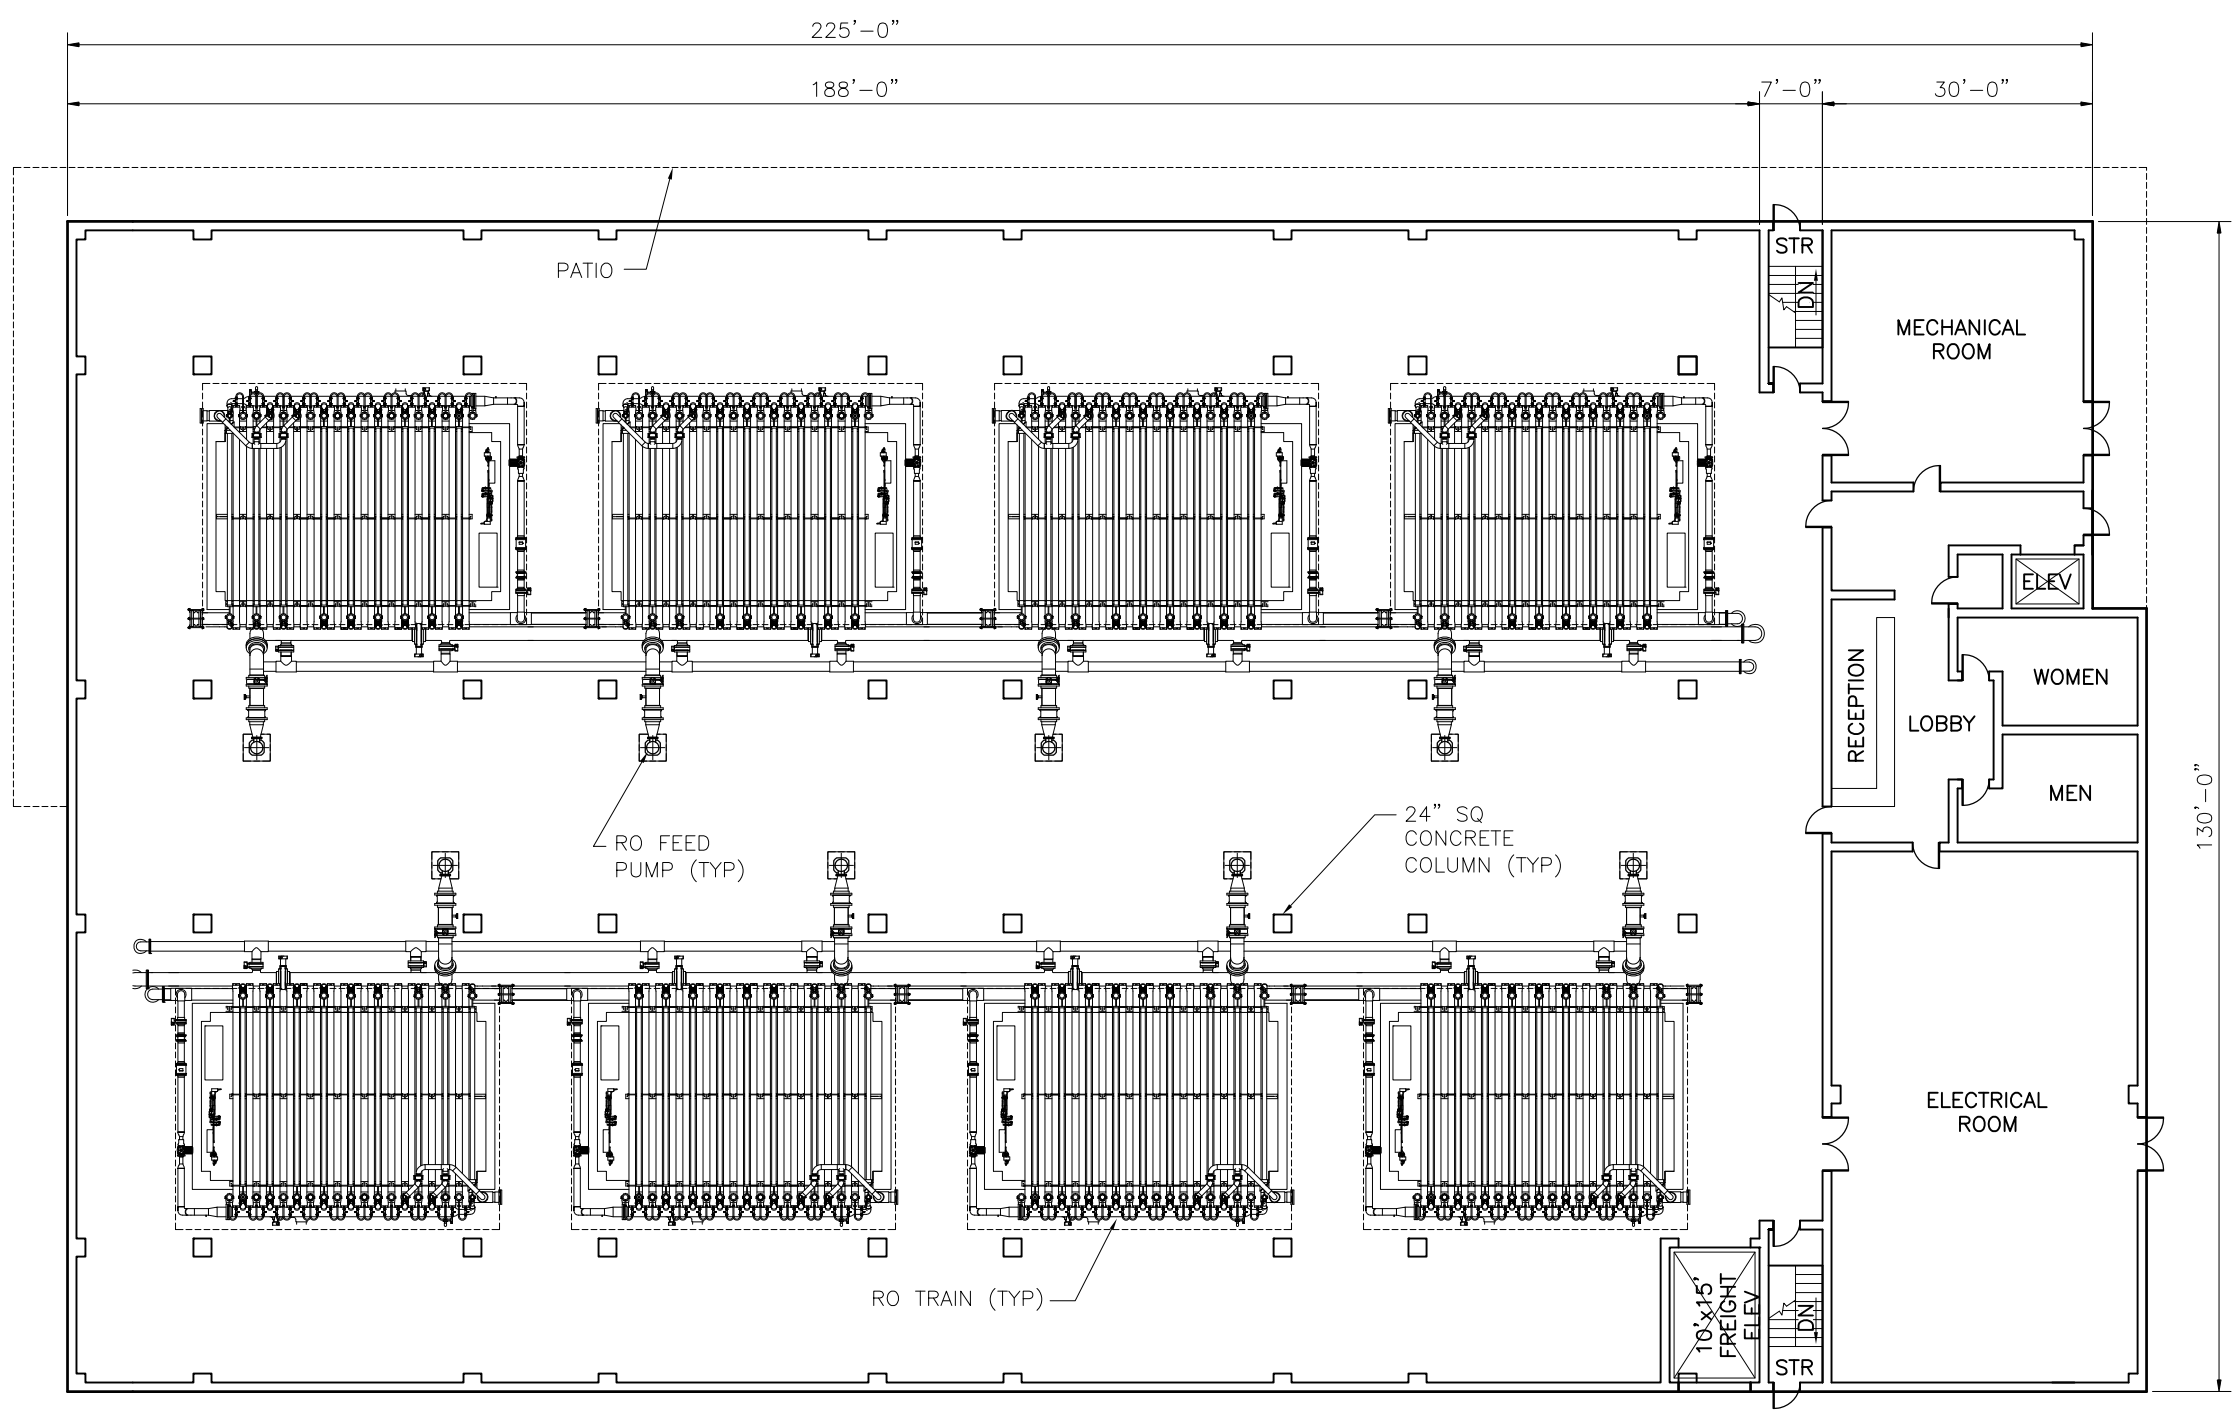 225'-0"
188'-0"
7'-0"
30'-0"
STR
DN
PATIO
MECHANICAL
ROOM
ELEV
WOMEN
RECEPTION
LOBBY
MEN
130'-0"
RO FEED
PUMP (TYP)
24" SQ
CONCRETE
COLUMN (TYP)
ELECTRICAL
ROOM
RO TRAIN (TYP)
10'x15'
FREIGHT
ELEV
DN
STR